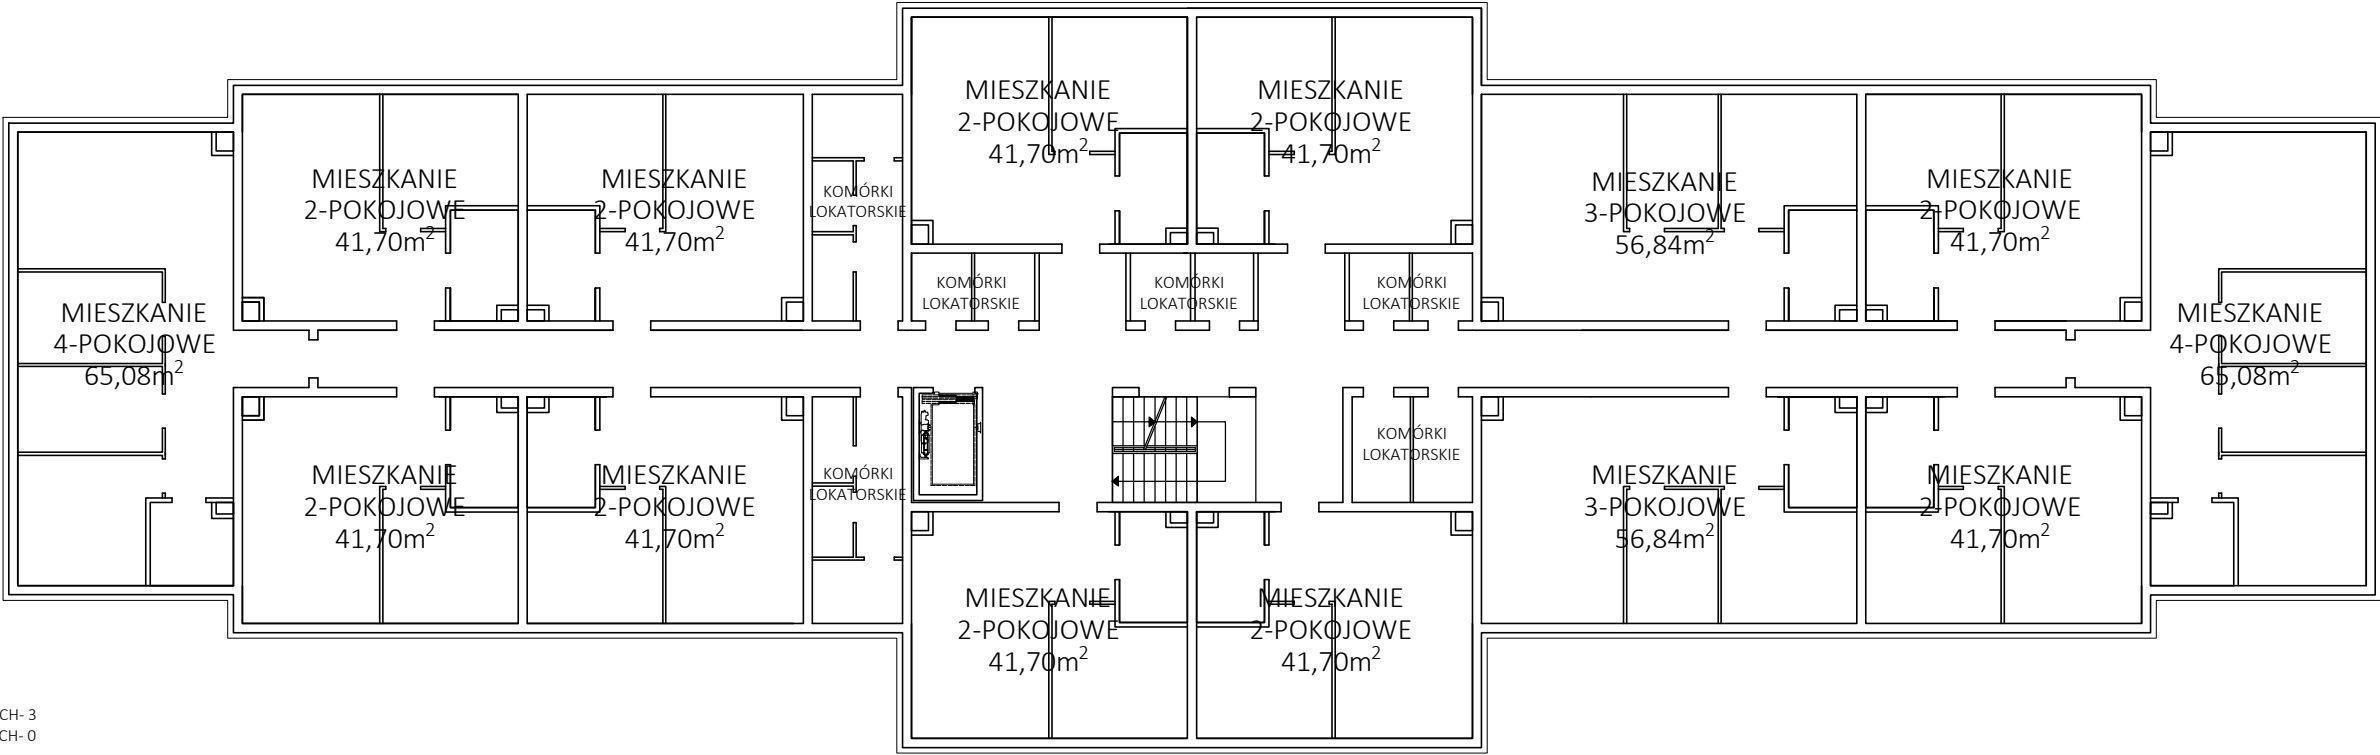 MIESZKANIE
2-POKOJOWE
41,70m²
MIESZKANIE
2-POKOJOWE
41,70m²
MIESZKANIE
2-POKOJOWE
41,70m²
MIESZKANIE
2-POKOJOWE
41,70m²
KOMÓRKI
LOKATORSKIE
MIESZKANIE
3-POKOJOWE
56,84m²
MIESZKANIE
2-POKOJOWE
41,70m²
KOMÓRKI
LOKATORSKIE
KOMÓRKI
LOKATORSKIE
KOMÓRKI
LOKATORSKIE
MIESZKANIE
4-POKOJOWE
65,08m²
MIESZKANIE
4-POKOJOWE
65,08m²
KOMÓRKI
LOKATORSKIE
MIESZKANIE
2-POKOJOWE
41,70m²
MIESZKANIE
2-POKOJOWE
41,70m²
KOMÓRKI
LOKATORSKIE
MIESZKANIE
3-POKOJOWE
56,84m²
MIESZKANIE
2-POKOJOWE
41,70m²
MIESZKANIE
2-POKOJOWE
41,70m²
MIESZKANIE
2-POKOJOWE
41,70m²
CH- 3
CH- 0